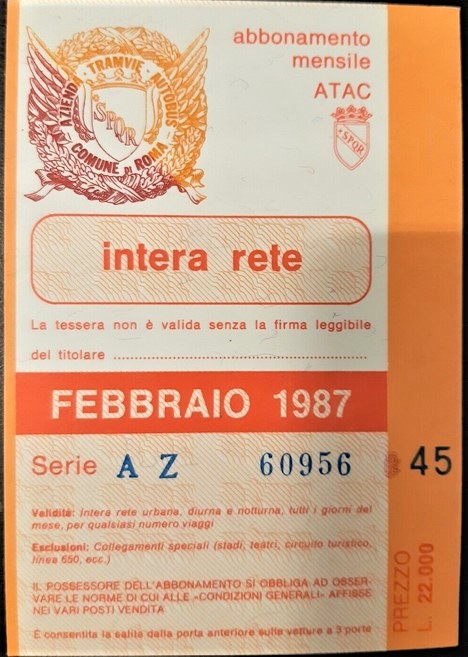 abbonamento
mensile
ATAC
AZIENDA TRAMVIE AUTOBUS
SPQR
COMUNE DI ROMA
SPQR
intera rete
La tessera non è valida senza la firma leggibile
del titolare
FEBBRAIO 1987
Serie A Z 60956
45
Validità: Intera rete urbana, diurna e notturna, tutti i giorni del
mese, per qualsiasi numero viaggi
Esclusioni: Collegamenti speciali (stadi, teatri, circuito turistico,
linea 650, ecc.)
IL POSSESSORE DELL'ABBONAMENTO SI OBBLIGA AD OSSER-
VARE LE NORME DI CUI ALLE «CONDIZIONI GENERALI» AFFISSE
NEI VARI POSTI VENDITA
È consentita la salita dalla porta anteriore sulle vetture a 3 porte
PREZZO
L. 22.000